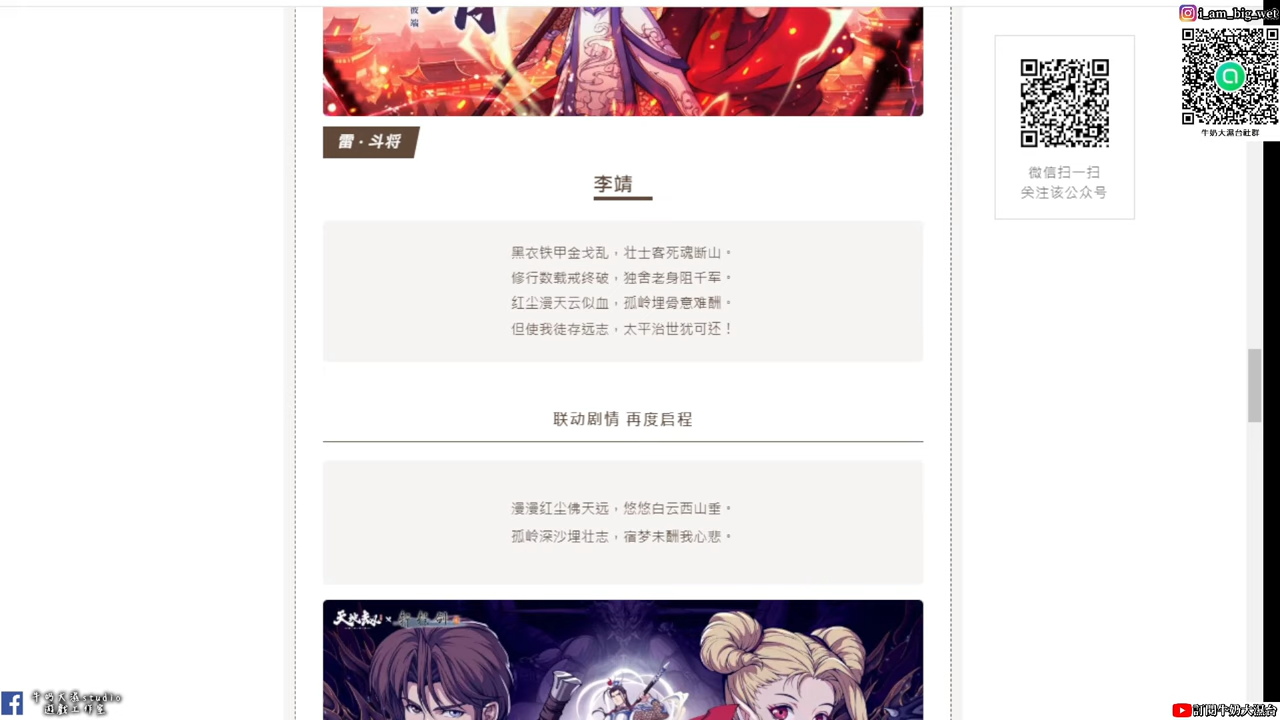 i_am_big_wet
彼
端
牛奶大濕台社群
雷·斗将
李靖
微信扫一扫
关注该公众号
黑衣铁甲金戈乱，壮士客死魂断山。
修行数载戒终破，独舍老身阻千军。
红尘漫天云似血，孤岭埋骨意难酬。
但使我徒存远志，太平治世犹可还！
联动剧情 再度启程
漫漫红尘佛天远，悠悠白云西山垂。
孤岭深沙埋壮志，宿梦未酬我心悲。
天地劫 × 轩辕剑
牛奶大濕studio
遊戲工作室
訂閱牛奶大濕台